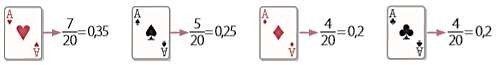 A A 7/20 = 0,35
A A 5/20 = 0,25
A A 4/20 = 0,2
A A 4/20 = 0,2